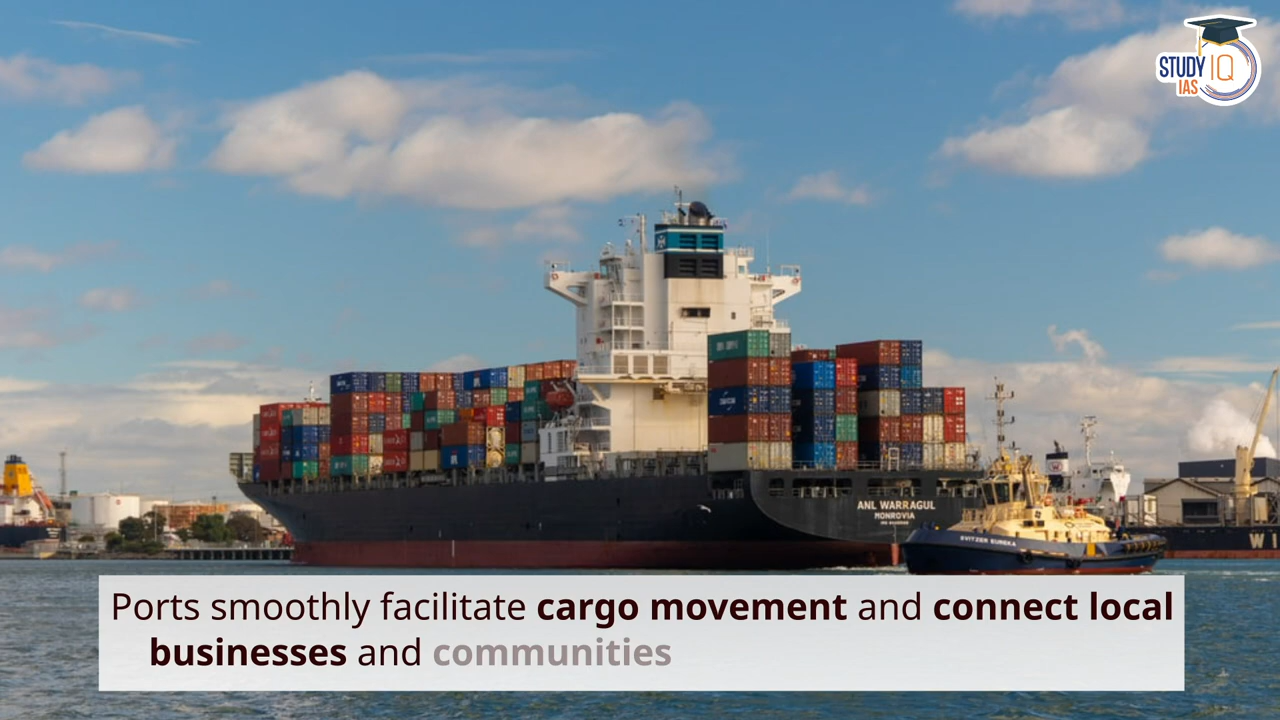 STUDY IQ
IAS
ANL WARRAGUL
MONROVIA
SVITZER EUREKA
Ports smoothly facilitate cargo movement and connect local
businesses and communities